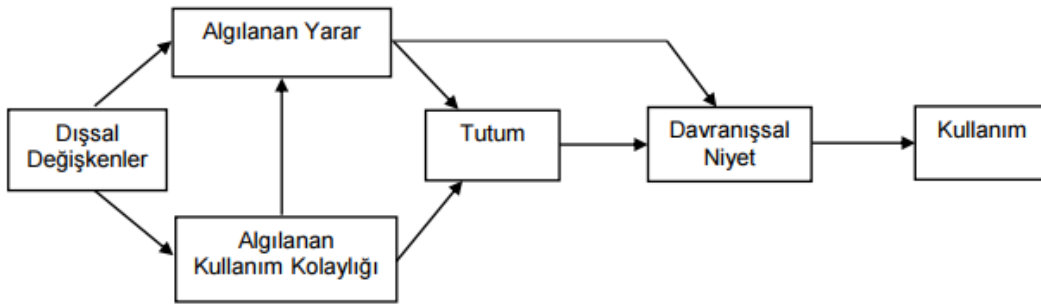 Algılanan Yarar
Dışsal
Değişkenler
Tutum
Davranışsal
Niyet
Kullanım
Algılanan
Kullanım Kolaylığı